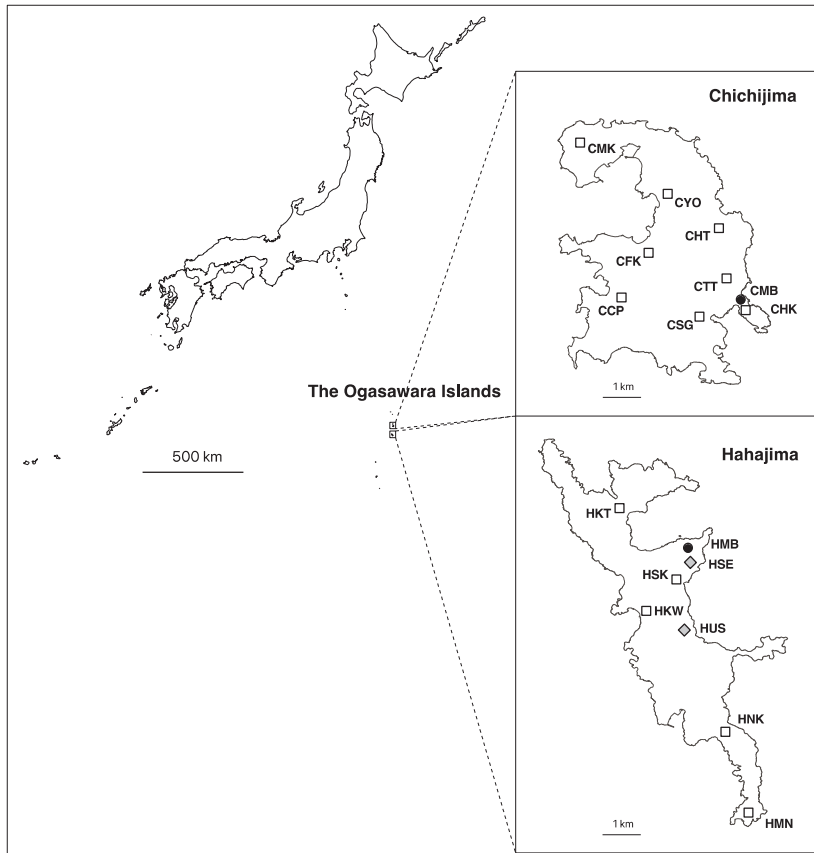 Chichijima
CMK
CYO
CHT
CFK
CTT
CMB
CCP
CHK
CSG
1 km
The Ogasawara Islands
500 km
Hahajima
HKT
HMB
HSE
HSK
HKW
HUS
HNK
HMN
1 km